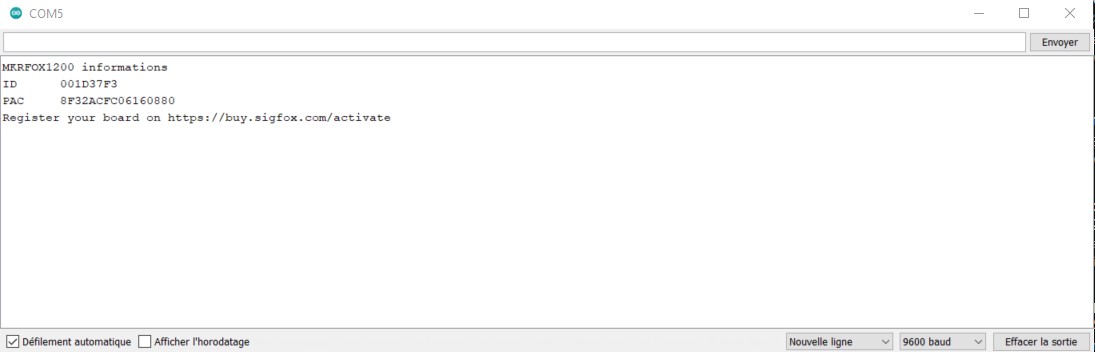 COM5
Envoyer
MKRFOX1200 informations
ID 001D37F3
PAC 8F32ACFC06160880
Register your board on https://buy.sigfox.com/activate
Défilement automatique Afficher l'horodatage Nouvelle ligne 9600 baud Effacer la sortie